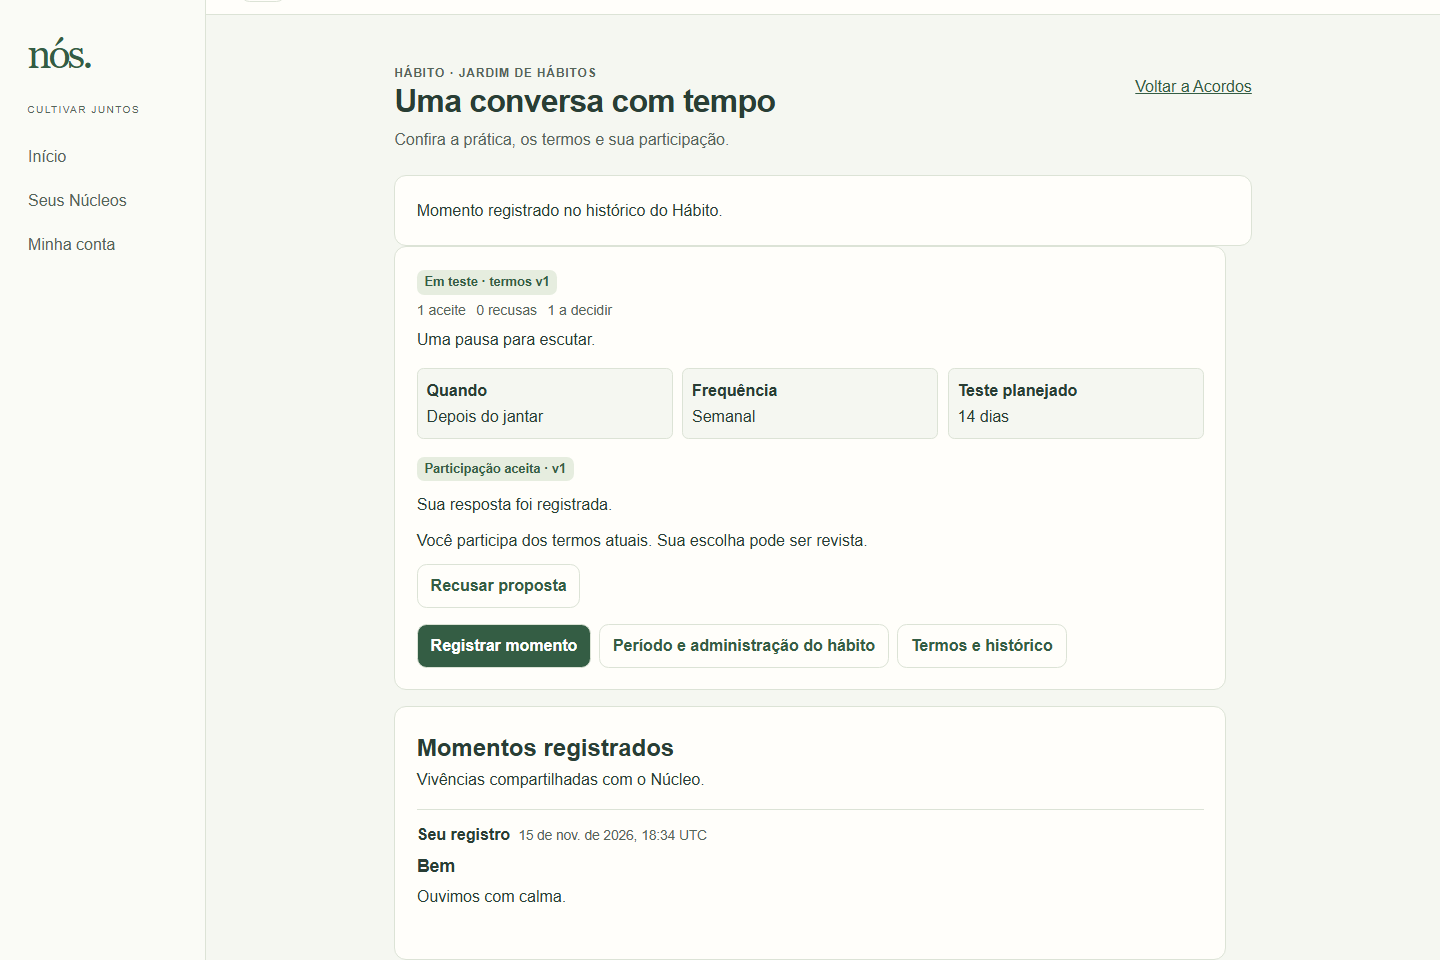 nós.
CULTIVAR JUNTOS
Início
Seus Núcleos
Minha conta
HÁBITO · JARDIM DE HÁBITOS
Uma conversa com tempo
Confira a prática, os termos e sua participação.
Voltar a Acordos
Momento registrado no histórico do Hábito.
Em teste · termos v1
1 aceite 0 recusas 1 a decidir
Uma pausa para escutar.
Quando
Depois do jantar
Frequência
Semanal
Teste planejado
14 dias
Participação aceita · v1
Sua resposta foi registrada.
Você participa dos termos atuais. Sua escolha pode ser revista.
Recusar proposta
Registrar momento
Período e administração do hábito
Termos e histórico
Momentos registrados
Vivências compartilhadas com o Núcleo.
Seu registro 15 de nov. de 2026, 18:34 UTC
Bem
Ouvimos com calma.